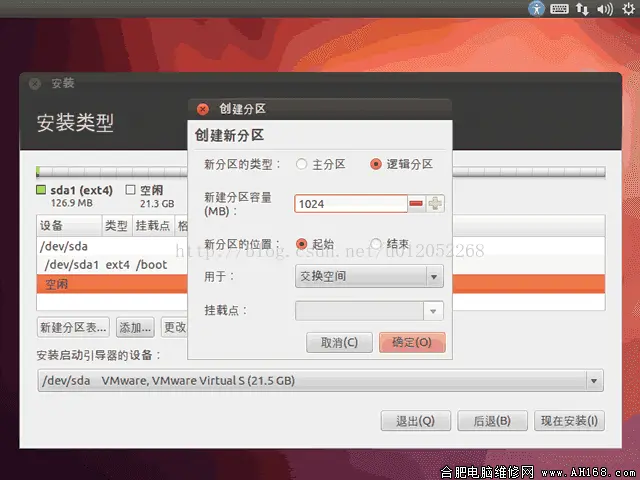 安装
安装类型
创建分区
创建新分区
新分区的类型： 主分区 逻辑分区
新建分区容量
(MB)： 1024
新分区的位置： 起始 结束
用于： 交换空间
挂载点：
取消(C) 确定(O)
sda1 (ext4) 空闲
126.9 MB 21.3 GB
设备 类型 挂载点 格
/dev/sda
/dev/sda1 ext4 /boot
空闲
http://blog.csdn.net/u012052268
新建分区表... 添加... 更改
安装启动引导器的设备：
/dev/sda VMware, VMware Virtual S (21.5 GB)
退出(Q) 后退(B) 现在安装(I)
合肥电脑维修网 www.AH168.com